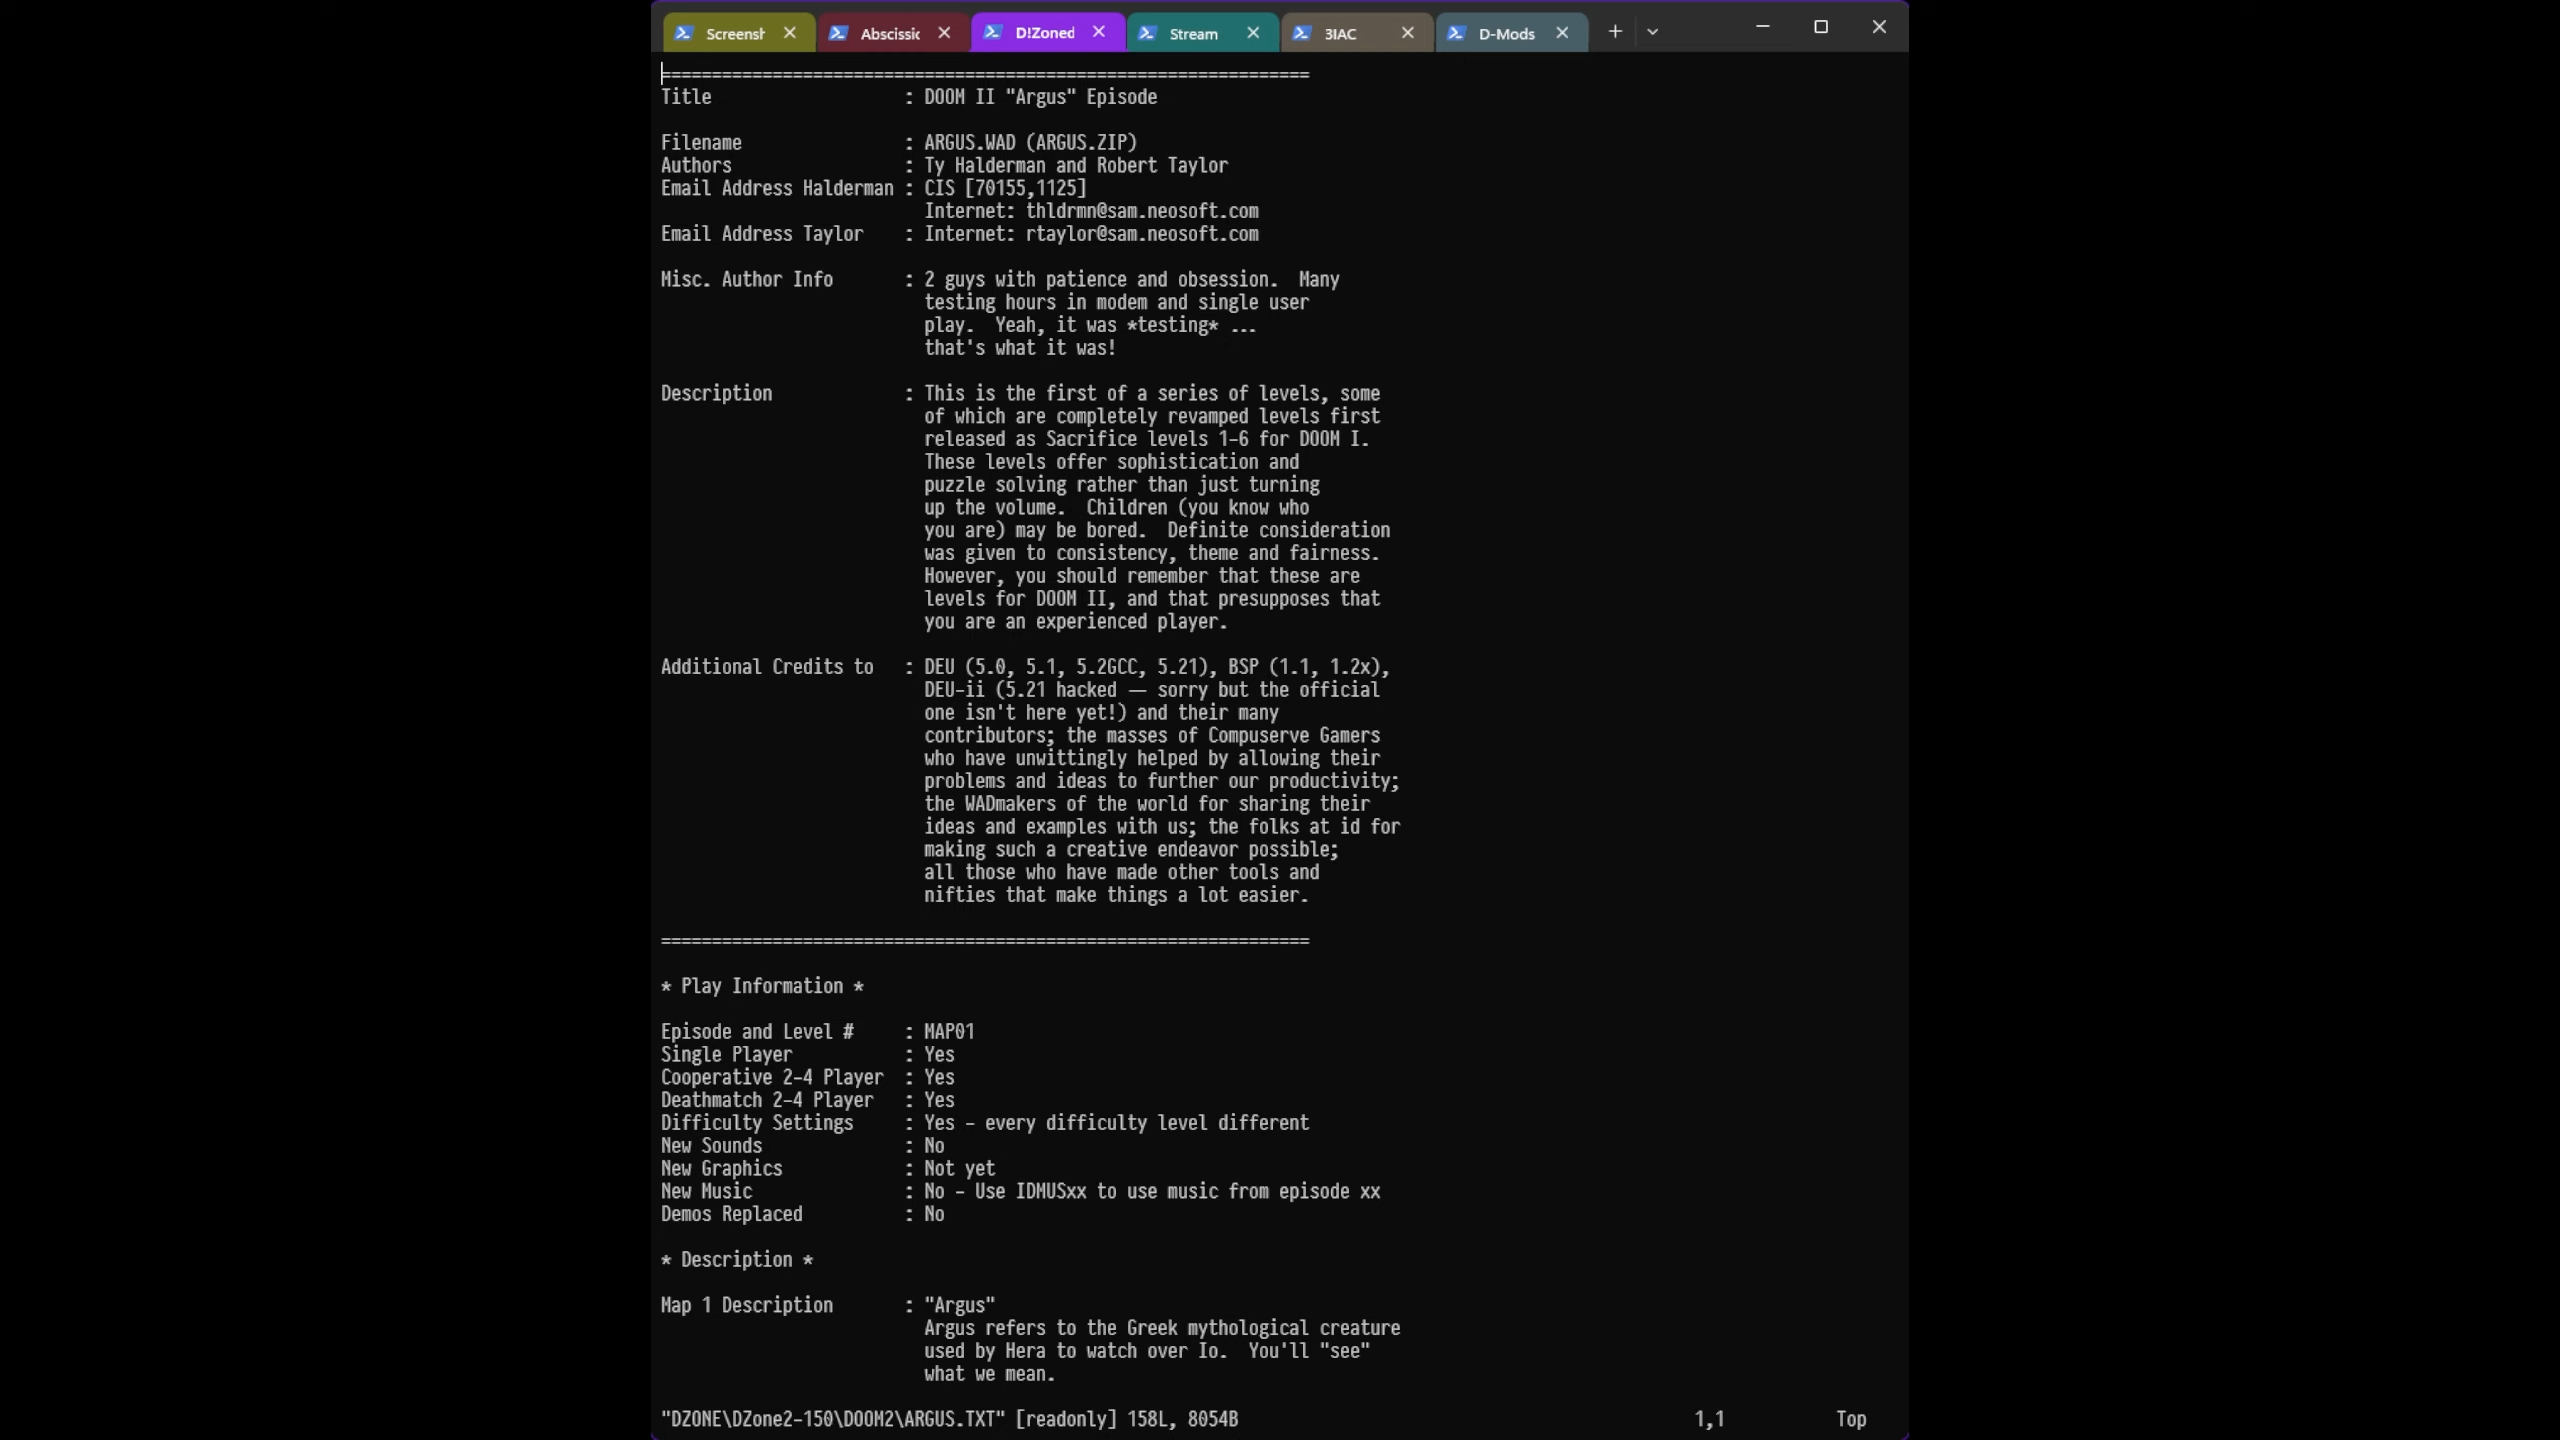 Screensh Abscissic D!Zoned Stream 3IAC D-Mods
================================================================
Title : DOOM II "Argus" Episode
Filename : ARGUS.WAD (ARGUS.ZIP)
Authors : Ty Halderman and Robert Taylor
Email Address Halderman : CIS [70155,1125]
Internet: thldrmn@sam.neosoft.com
Email Address Taylor : Internet: rtaylor@sam.neosoft.com
Misc. Author Info : 2 guys with patience and obsession. Many
testing hours in modem and single user
play. Yeah, it was *testing* ...
that's what it was!
Description : This is the first of a series of levels, some
of which are completely revamped levels first
released as Sacrifice levels 1-6 for DOOM I.
These levels offer sophistication and
puzzle solving rather than just turning
up the volume. Children (you know who
you are) may be bored. Definite consideration
was given to consistency, theme and fairness.
However, you should remember that these are
levels for DOOM II, and that presupposes that
you are an experienced player.
Additional Credits to : DEU (5.0, 5.1, 5.2GCC, 5.21), BSP (1.1, 1.2x),
DEU-ii (5.21 hacked -- sorry but the official
one isn't here yet!) and their many
contributors; the masses of Compuserve Gamers
who have unwittingly helped by allowing their
problems and ideas to further our productivity;
the WADmakers of the world for sharing their
ideas and examples with us; the folks at id for
making such a creative endeavor possible;
all those who have made other tools and
nifties that make things a lot easier.
================================================================
* Play Information *
Episode and Level # : MAP01
Single Player : Yes
Cooperative 2-4 Player : Yes
Deathmatch 2-4 Player : Yes
Difficulty Settings : Yes - every difficulty level different
New Sounds : No
New Graphics : Not yet
New Music : No - Use IDMUSxx to use music from episode xx
Demos Replaced : No
* Description *
Map 1 Description : "Argus"
Argus refers to the Greek mythological creature
used by Hera to watch over Io. You'll "see"
what we mean.
"DZONE\DZone2-150\DOOM2\ARGUS.TXT" [readonly] 158L, 8054B 1,1 Top